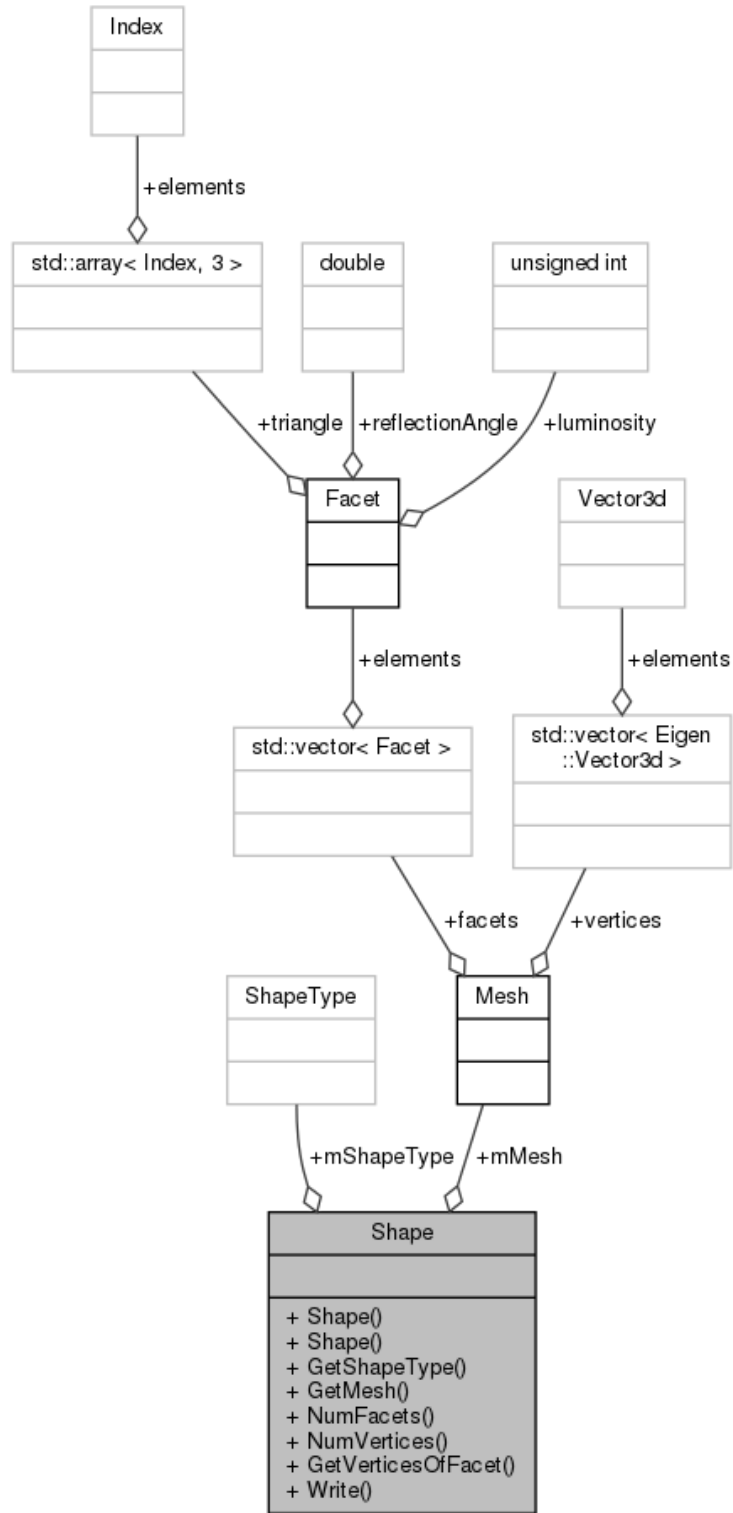 Index
+elements
std::array< Index, 3 >
double
unsigned int
+triangle
+reflectionAngle
+luminosity
Facet
Vector3d
+elements
+elements
std::vector< Facet >
std::vector< Eigen
::Vector3d >
+facets
+vertices
ShapeType
Mesh
+mShapeType
+mMesh
Shape
+ Shape()
+ Shape()
+ GetShapeType()
+ GetMesh()
+ NumFacets()
+ NumVertices()
+ GetVerticesOfFacet()
+ Write()